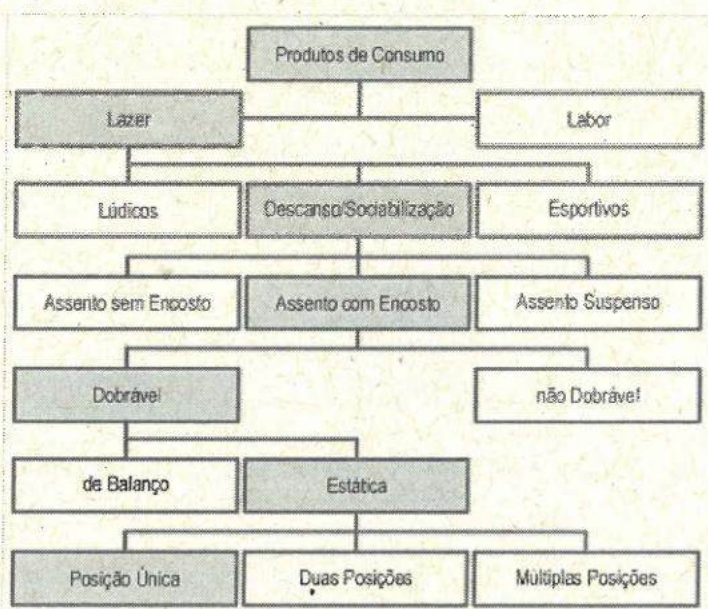 Produtos de Consumo
Lazer
Labor
Lúdicos
Descanso/Sociabilização
Esportivos
Assento sem Encosto
Assento com Encosto
Assento Suspenso
Dobrável
não Dobrável
de Balanço
Estática
Posição Única
Duas Posições
Múltiplas Posições